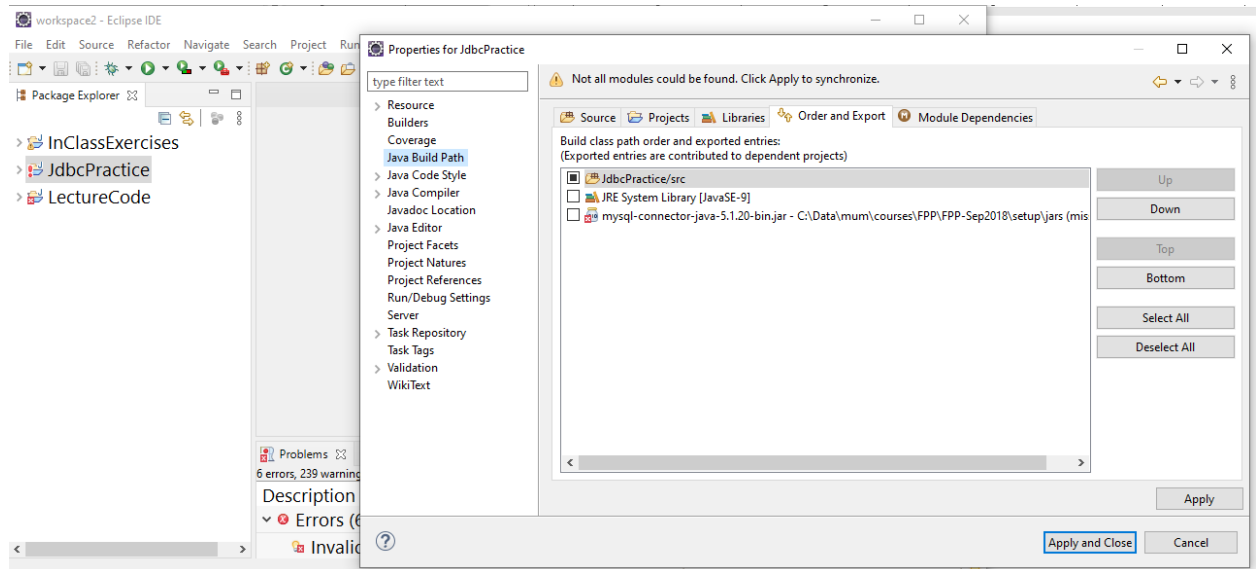 workspace2 - Eclipse IDE
File Edit Source Refactor Navigate Search Project Run
Package Explorer
InClassExercises
JdbcPractice
LectureCode
Problems
6 errors, 239 warning
Description
Errors (6
Invalid
Properties for JdbcPractice
type filter text
Resource
Builders
Coverage
Java Build Path
Java Code Style
Java Compiler
Javadoc Location
Java Editor
Project Facets
Project Natures
Project References
Run/Debug Settings
Server
Task Repository
Task Tags
Validation
WikiText
Not all modules could be found. Click Apply to synchronize.
Source Projects Libraries Order and Export Module Dependencies
Build class path order and exported entries:
(Exported entries are contributed to dependent projects)
JdbcPractice/src
JRE System Library [JavaSE-9]
mysql-connector-java-5.1.20-bin.jar - C:\Data\mum\courses\FPP\FPP-Sep2018\setup\jars (mis
Up
Down
Top
Bottom
Select All
Deselect All
Apply
Apply and Close Cancel